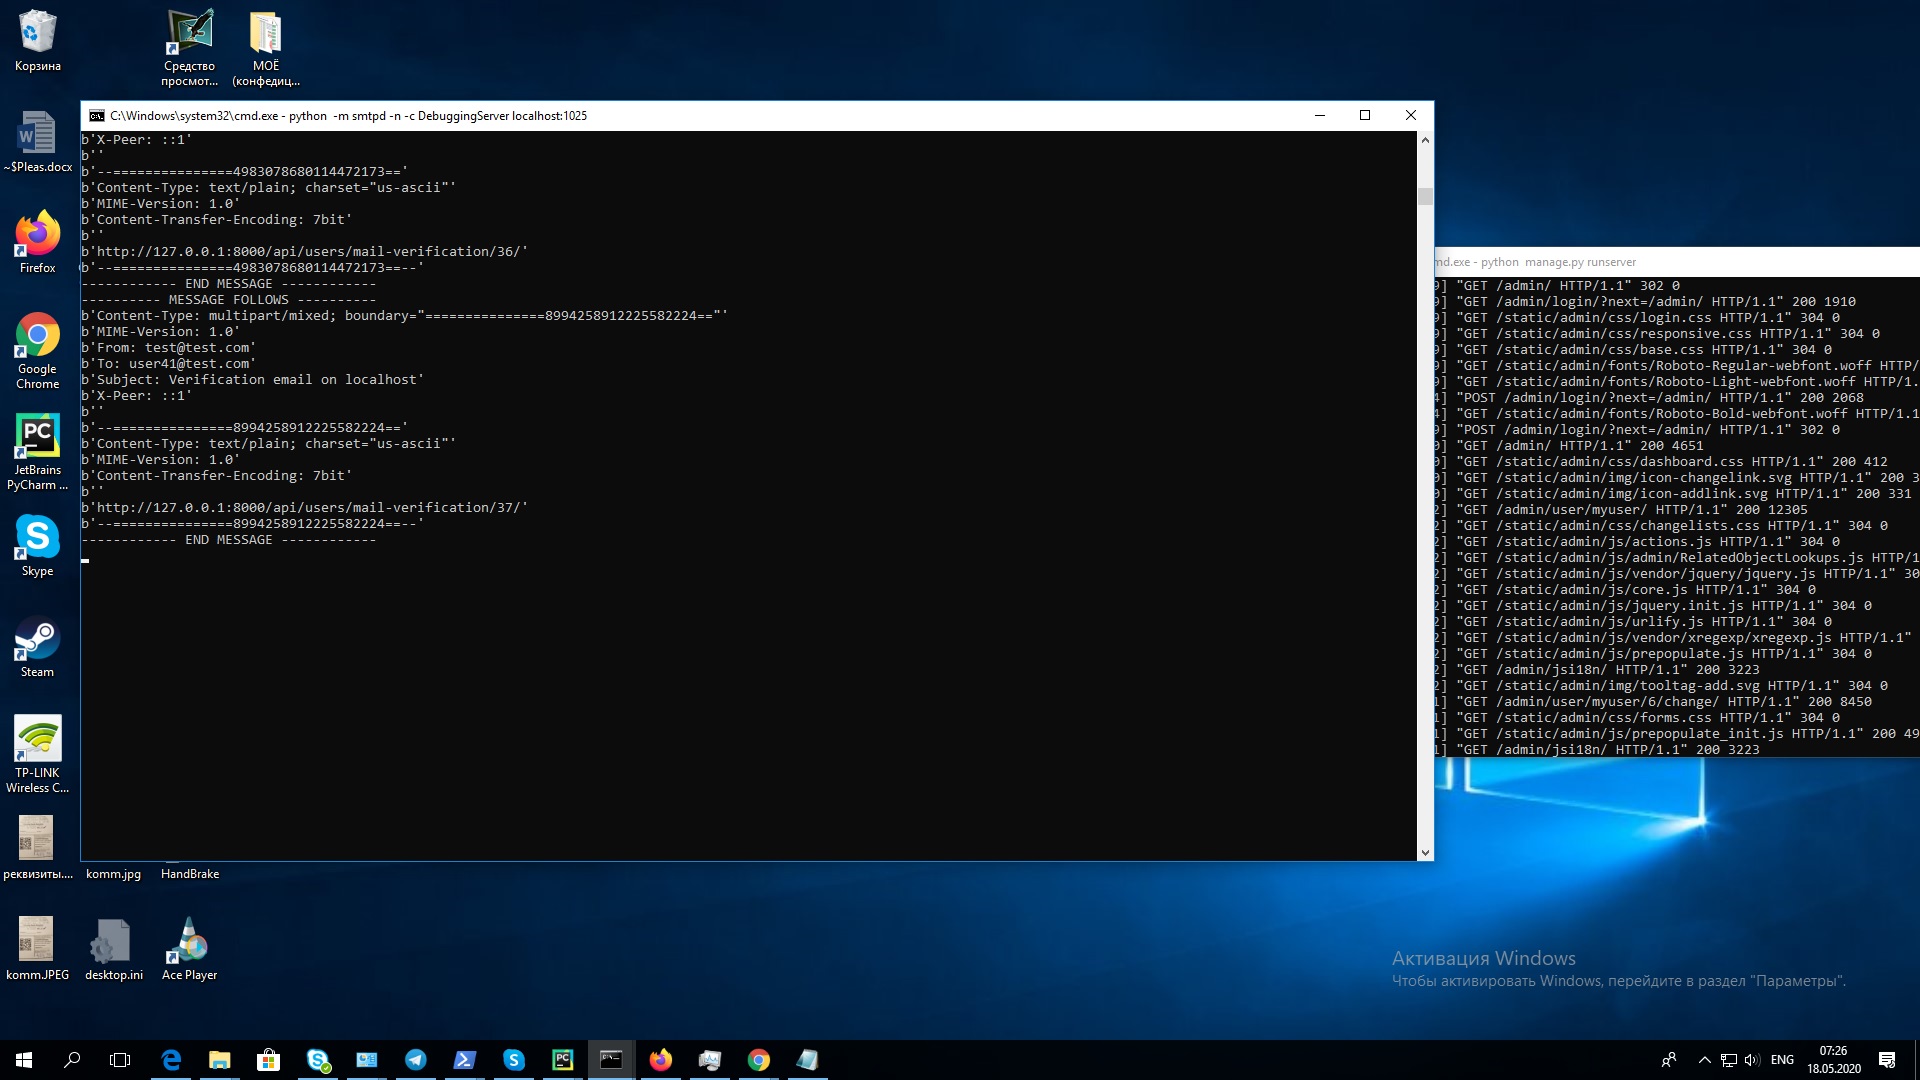 Корзина
Средство
просмот...
МОЁ
(конфедиц...
~$Pleas.docx
Firefox
Google
Chrome
JetBrains
PyCharm ...
Skype
Steam
TP-LINK
Wireless C...
реквизиты....
komm.jpg
HandBrake
komm.JPEG
desktop.ini
Ace Player
C:\Windows\system32\cmd.exe - python  -m smtpd -n -c DebuggingServer localhost:1025
b'X-Peer: ::1'
b''
b'--===============4983078680114472173=='
b'Content-Type: text/plain; charset="us-ascii"'
b'MIME-Version: 1.0'
b'Content-Transfer-Encoding: 7bit'
b''
b'http://127.0.0.1:8000/api/users/mail-verification/36/'
b'--===============4983078680114472173==--'
------------ END MESSAGE ------------
---------- MESSAGE FOLLOWS ----------
b'Content-Type: multipart/mixed; boundary="===============8994258912225582224=="'
b'MIME-Version: 1.0'
b'From: test@test.com'
b'To: user41@test.com'
b'Subject: Verification email on localhost'
b'X-Peer: ::1'
b''
b'--===============8994258912225582224=='
b'Content-Type: text/plain; charset="us-ascii"'
b'MIME-Version: 1.0'
b'Content-Transfer-Encoding: 7bit'
b''
b'http://127.0.0.1:8000/api/users/mail-verification/37/'
b'--===============8994258912225582224==--'
------------ END MESSAGE ------------
md.exe - python  manage.py runserver
9] "GET /admin/ HTTP/1.1" 302 0
9] "GET /admin/login/?next=/admin/ HTTP/1.1" 200 1910
9] "GET /static/admin/css/login.css HTTP/1.1" 304 0
9] "GET /static/admin/css/responsive.css HTTP/1.1" 304 0
9] "GET /static/admin/css/base.css HTTP/1.1" 304 0
9] "GET /static/admin/fonts/Roboto-Regular-webfont.woff HTTP/
9] "GET /static/admin/fonts/Roboto-Light-webfont.woff HTTP/1.
4] "POST /admin/login/?next=/admin/ HTTP/1.1" 200 2068
4] "GET /static/admin/fonts/Roboto-Bold-webfont.woff HTTP/1.1
9] "POST /admin/login/?next=/admin/ HTTP/1.1" 302 0
9] "GET /admin/ HTTP/1.1" 200 4651
0] "GET /static/admin/css/dashboard.css HTTP/1.1" 200 412
0] "GET /static/admin/img/icon-changelink.svg HTTP/1.1" 200 3
0] "GET /static/admin/img/icon-addlink.svg HTTP/1.1" 200 331
2] "GET /admin/user/myuser/ HTTP/1.1" 200 12305
2] "GET /static/admin/css/changelists.css HTTP/1.1" 304 0
2] "GET /static/admin/js/actions.js HTTP/1.1" 304 0
2] "GET /static/admin/js/admin/RelatedObjectLookups.js HTTP/1
2] "GET /static/admin/js/vendor/jquery/jquery.js HTTP/1.1" 30
2] "GET /static/admin/js/core.js HTTP/1.1" 304 0
2] "GET /static/admin/js/jquery.init.js HTTP/1.1" 304 0
2] "GET /static/admin/js/urlify.js HTTP/1.1" 304 0
2] "GET /static/admin/js/vendor/xregexp/xregexp.js HTTP/1.1"
2] "GET /static/admin/js/prepopulate.js HTTP/1.1" 304 0
2] "GET /admin/jsi18n/ HTTP/1.1" 200 3223
2] "GET /static/admin/img/tooltag-add.svg HTTP/1.1" 304 0
1] "GET /admin/user/myuser/6/change/ HTTP/1.1" 200 8450
1] "GET /static/admin/css/forms.css HTTP/1.1" 304 0
1] "GET /static/admin/js/prepopulate_init.js HTTP/1.1" 200 49
1] "GET /admin/jsi18n/ HTTP/1.1" 200 3223
Активация Windows
Чтобы активировать Windows, перейдите в раздел "Параметры".
ENG
07:26
18.05.2020